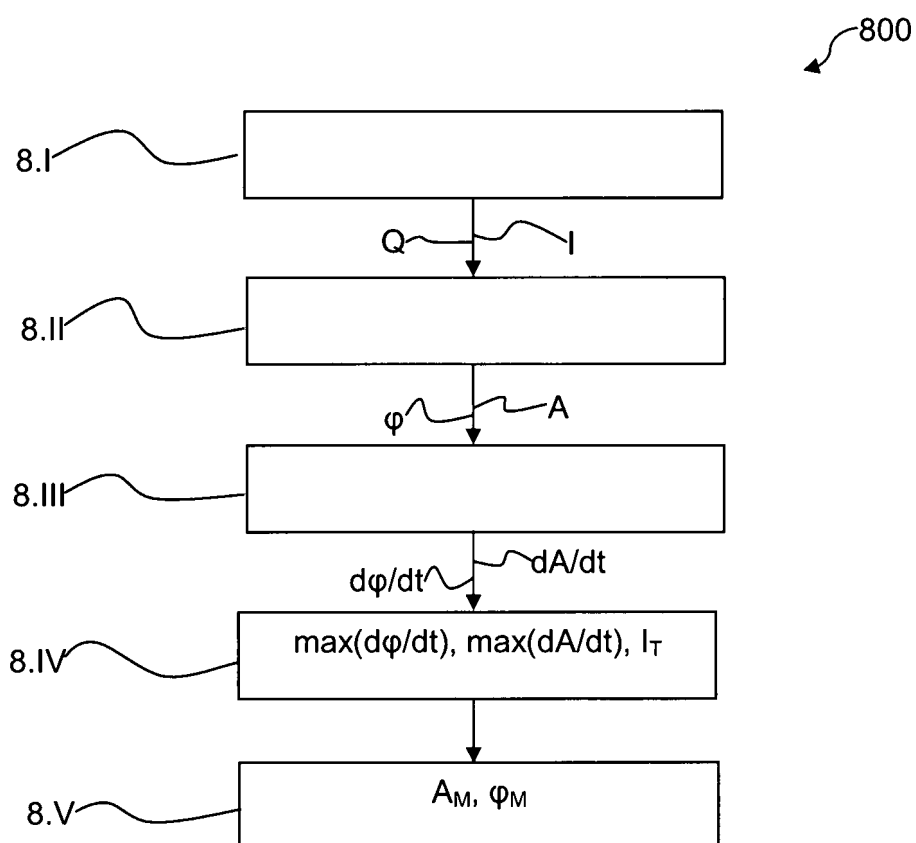 800
8.I
Q I
8.II
φ A
8.III
dφ/dt dA/dt
8.IV
max(dφ/dt), max(dA/dt), I_T
8.V
A_M, φ_M